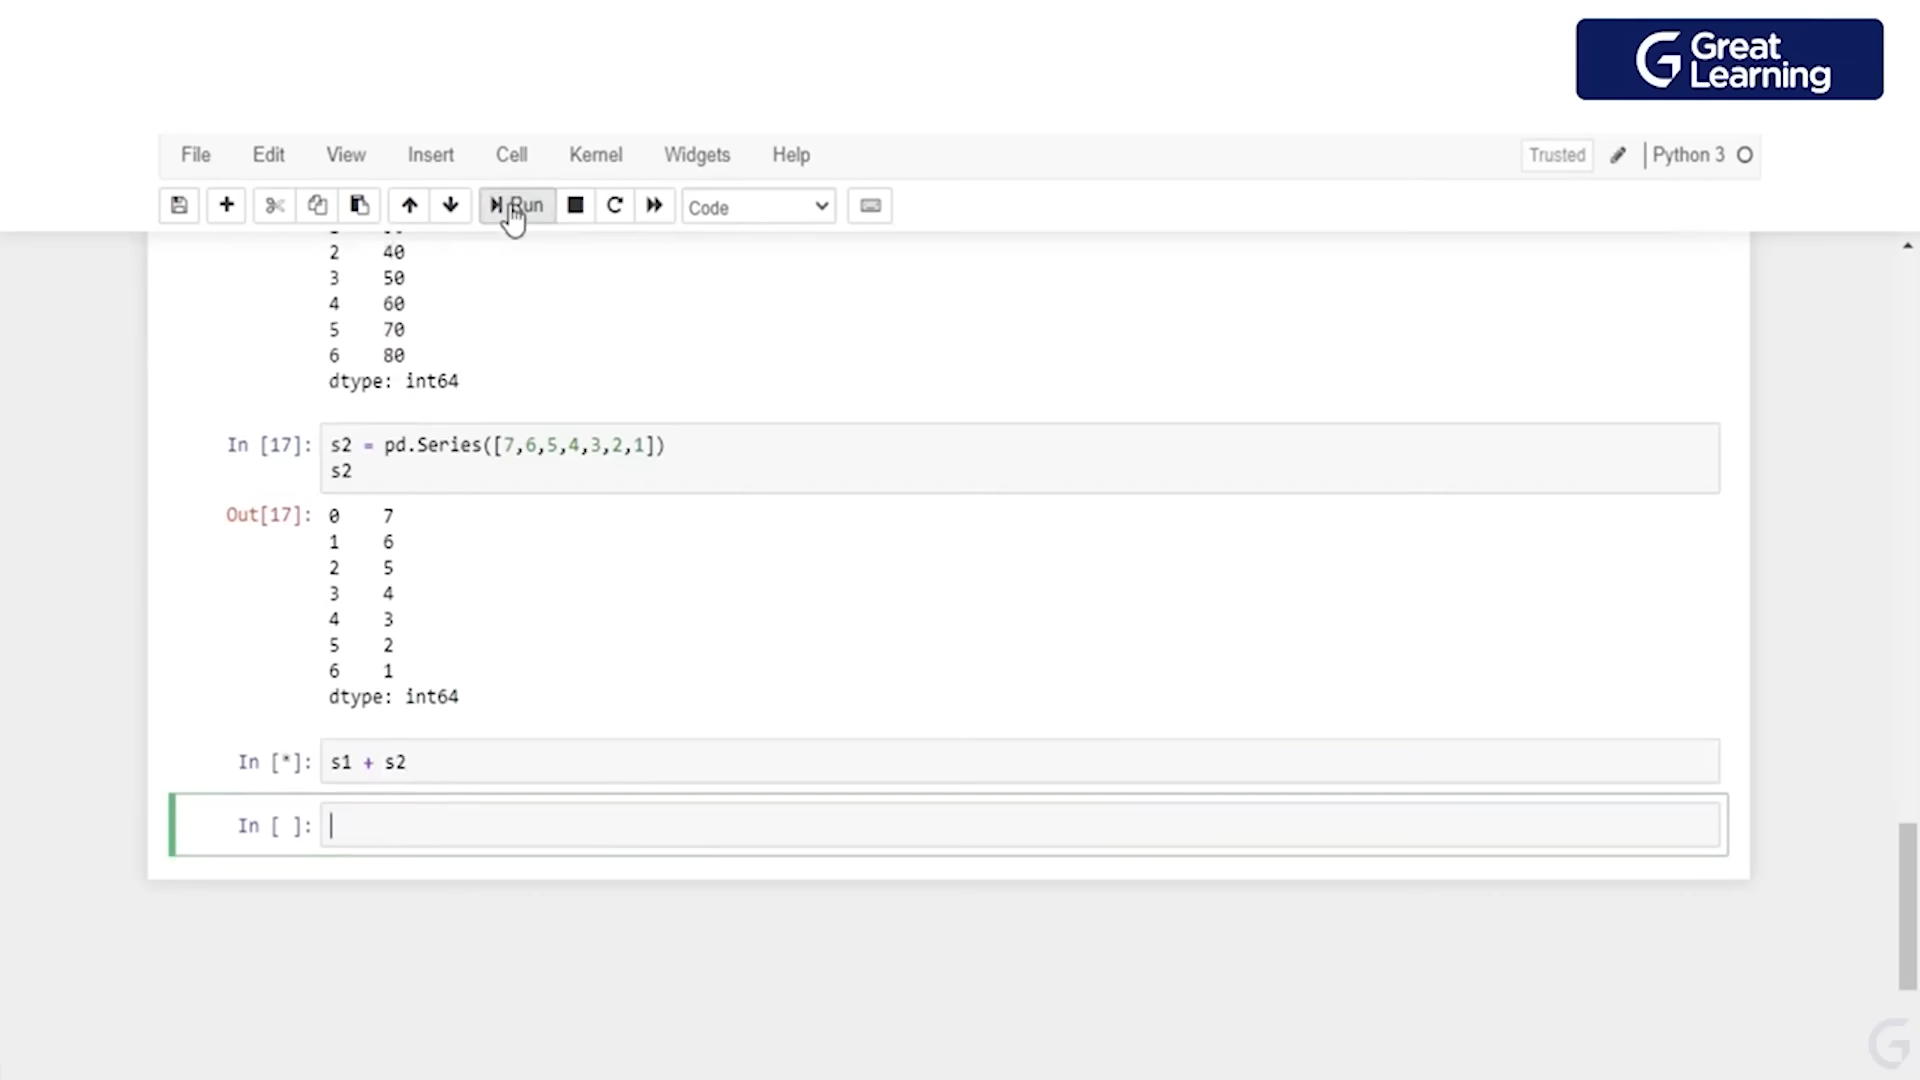 Great
Learning
File Edit View Insert Cell Kernel Widgets Help Trusted Python 3
Run Code
2 40
3 50
4 60
5 70
6 80
dtype: int64
In [17]: s2 = pd.Series([7,6,5,4,3,2,1])
s2
Out[17]: 0 7
1 6
2 5
3 4
4 3
5 2
6 1
dtype: int64
In [*]: s1 + s2
In [ ]: